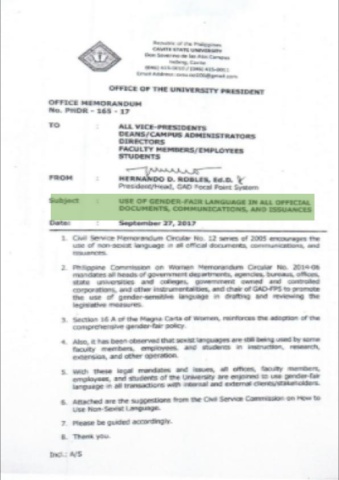 Republic of the Philippines
CAVITE STATE UNIVERSITY
Don Severino de las Alas Campus
Indang, Cavite
OFFICE OF THE UNIVERSITY PRESIDENT
OFFICE MEMORANDUM
No. PHDR - 165 - 17
TO : ALL VICE-PRESIDENTS
DEANS/CAMPUS ADMINISTRATORS
DIRECTORS
FACULTY MEMBERS/EMPLOYEES
STUDENTS
FROM : HERNANDO D. ROBLES, Ed.D.
President/Head, GAD Focal Point System
Subject : USE OF GENDER-FAIR LANGUAGE IN ALL OFFICIAL
DOCUMENTS, COMMUNICATIONS, AND ISSUANCES
Date: : September 27, 2017
1. Civil Service Memorandum Circular No. 12 series of 2005 encourages the
use of non-sexist language in all official documents, communications, and
issuances.
2. Philippine Commission on Women Memorandum Circular No. 2014-06
mandates all heads of government departments, agencies, bureaus, offices,
state universities and colleges, government owned and controlled
corporations, and other instrumentalities, and chair of GAD-FPS to promote
the use of gender-sensitive language in drafting and reviewing the
legislative measures.
3. Section 16 A of the Magna Carta of Women, reinforces the adoption of the
comprehensive gender-fair policy.
4. Also, it has been observed that sexist languages are still being used by some
faculty members, employees, and students in instruction, research,
extension, and other operation.
5. With these legal mandates and issues, all offices, faculty members,
employees, and students of the University are enjoined to use gender-fair
language in all transactions with internal and external clients/stakeholders.
6. Attached are the suggestions from the Civil Service Commission on How to
Use Non-Sexist Language.
7. Please be guided accordingly.
8. Thank you.
Incl.: A/S